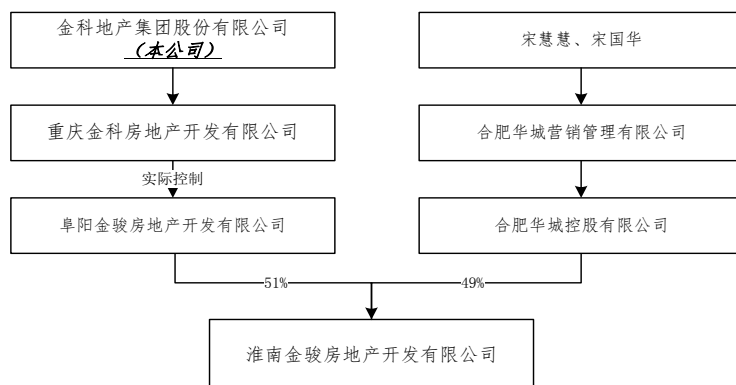 金科地产集团股份有限公司
（本公司）
宋慧慧、宋国华
重庆金科房地产开发有限公司
合肥华城营销管理有限公司
实际控制
阜阳金骏房地产开发有限公司
合肥华城控股有限公司
51%
49%
淮南金骏房地产开发有限公司